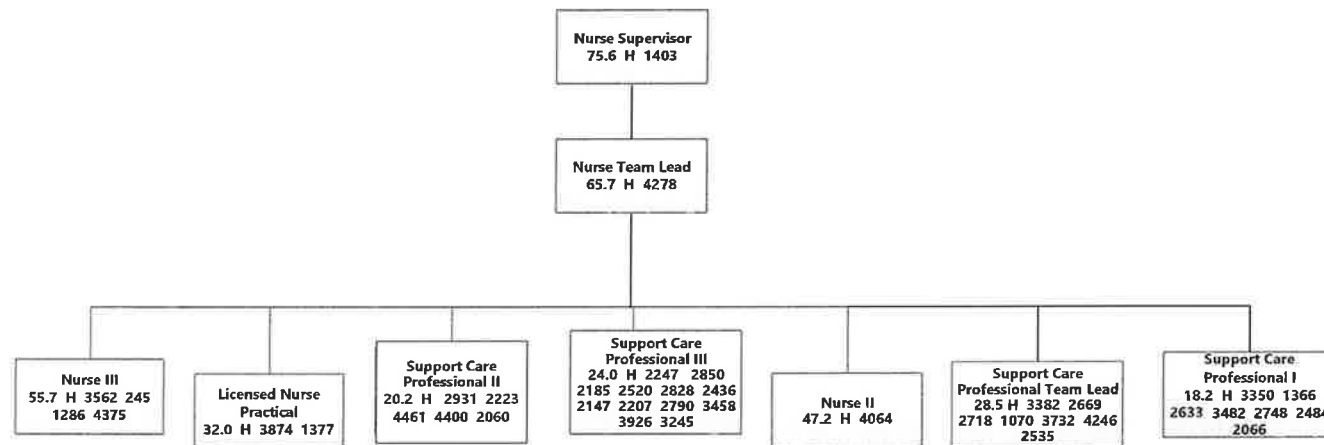 Nurse Supervisor
75.6 H 1403
Nurse Team Lead
65.7 H 4278
Nurse III
55.7 H 3562 245
1286 4375
Licensed Nurse
Practical
32.0 H 3874 1377
Support Care
Professional II
20.2 H 2931 2223
4461 4400 2060
Support Care
Professional III
24.0 H 2247 2850
2185 2520 2828 2436
2147 2207 2790 3458
3926 3245
Nurse II
47.2 H 4064
Support Care
Professional Team Lead
28.5 H 3382 2669
2718 1070 3732 4246
2535
Support Care
Professional I
18.2 H 3350 1366
2633 3482 2748 2484
2066